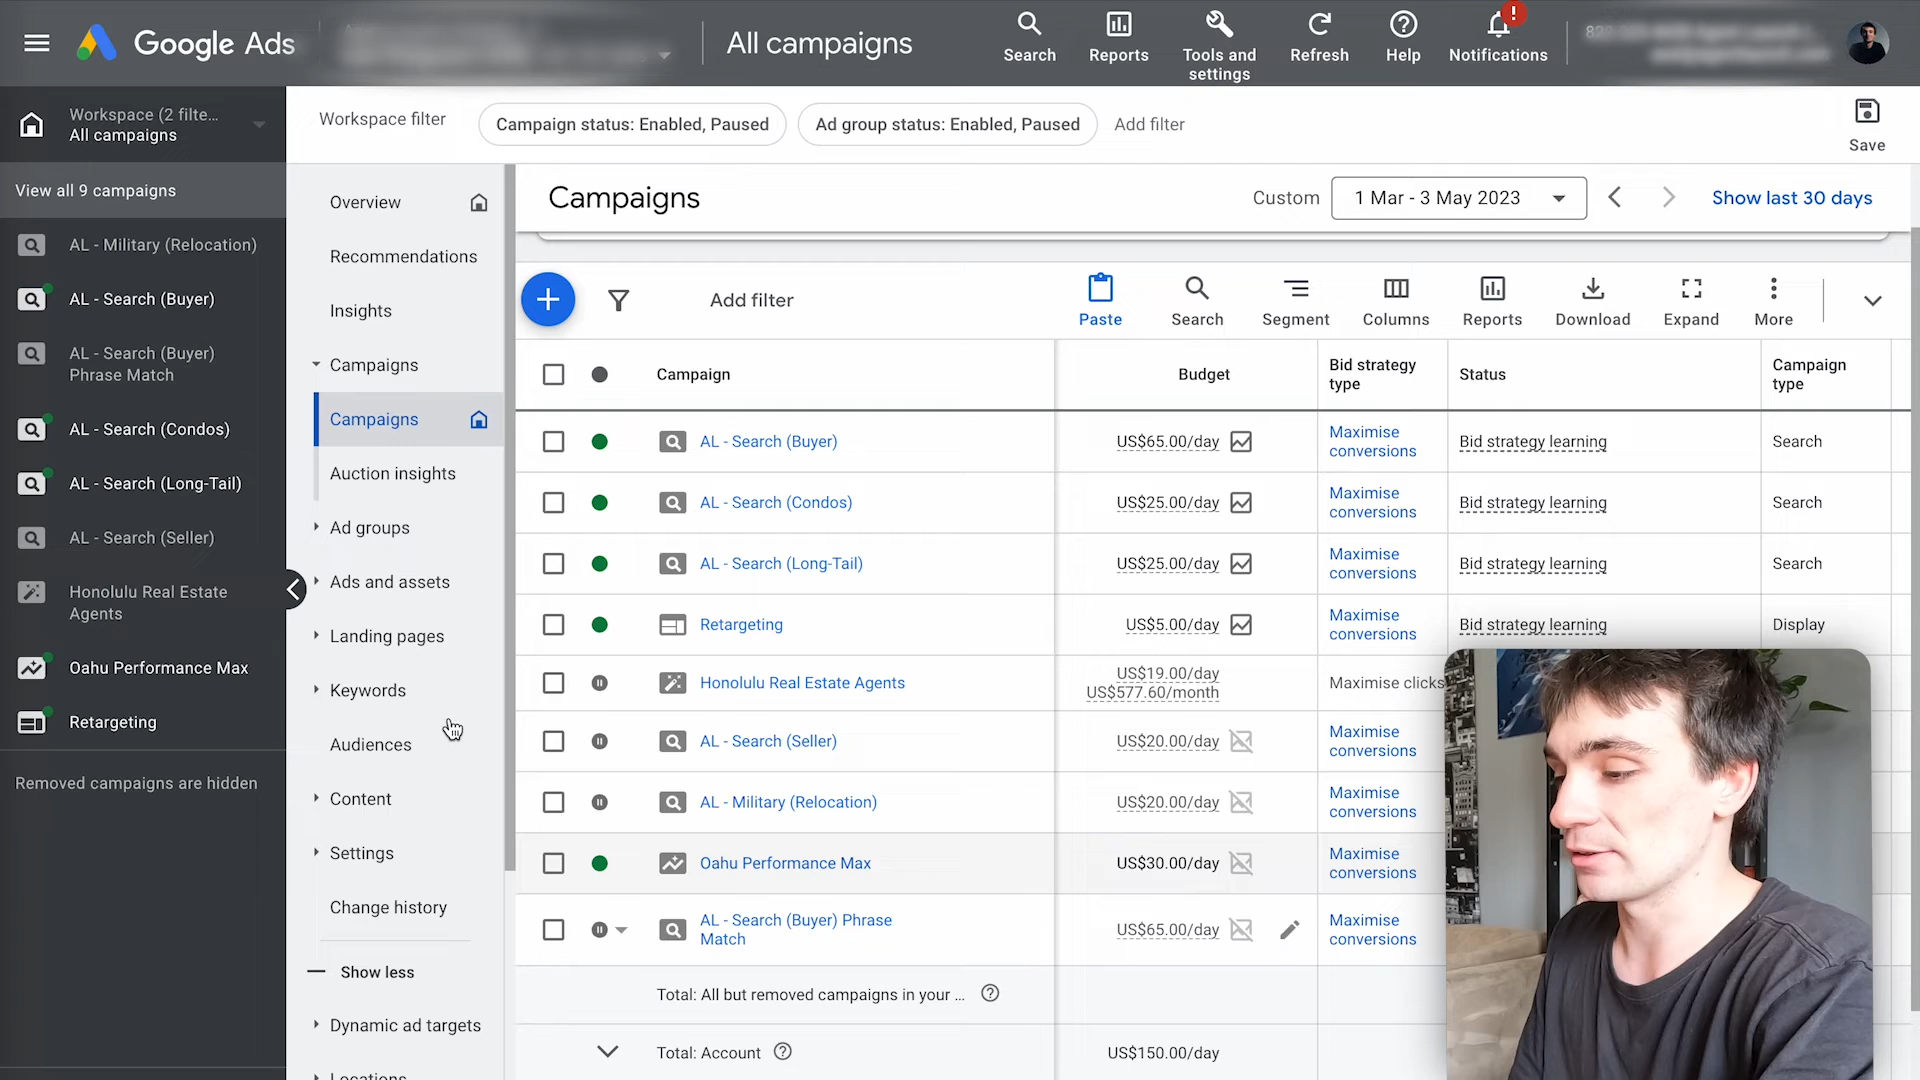 Google Ads
All campaigns
Search
Reports
Tools and
settings
Refresh
Help
!
Notifications
Workspace (2 filte...
All campaigns
Workspace filter
Campaign status: Enabled, Paused
Ad group status: Enabled, Paused
Add filter
Save
View all 9 campaigns
AL - Military (Relocation)
AL - Search (Buyer)
AL - Search (Buyer)
Phrase Match
AL - Search (Condos)
AL - Search (Long-Tail)
AL - Search (Seller)
Honolulu Real Estate
Agents
Oahu Performance Max
Retargeting
Removed campaigns are hidden
Overview
Recommendations
Insights
Campaigns
Campaigns
Auction insights
Ad groups
Ads and assets
Landing pages
Keywords
Audiences
Content
Settings
Change history
Show less
Dynamic ad targets
Locations
Campaigns
Custom
1 Mar - 3 May 2023
Show last 30 days
Add filter
Paste
Search
Segment
Columns
Reports
Download
Expand
More
Campaign
Budget
Bid strategy
type
Status
Campaign
type
AL - Search (Buyer)
US$65.00/day
Maximise
conversions
Bid strategy learning
Search
AL - Search (Condos)
US$25.00/day
Maximise
conversions
Bid strategy learning
Search
AL - Search (Long-Tail)
US$25.00/day
Maximise
conversions
Bid strategy learning
Search
Retargeting
US$5.00/day
Maximise
conversions
Bid strategy learning
Display
Honolulu Real Estate Agents
US$19.00/day
US$577.60/month
Maximise clicks
AL - Search (Seller)
US$20.00/day
Maximise
conversions
AL - Military (Relocation)
US$20.00/day
Maximise
conversions
Oahu Performance Max
US$30.00/day
Maximise
conversions
AL - Search (Buyer) Phrase
Match
US$65.00/day
Maximise
conversions
Total: All but removed campaigns in your ...
Total: Account
US$150.00/day